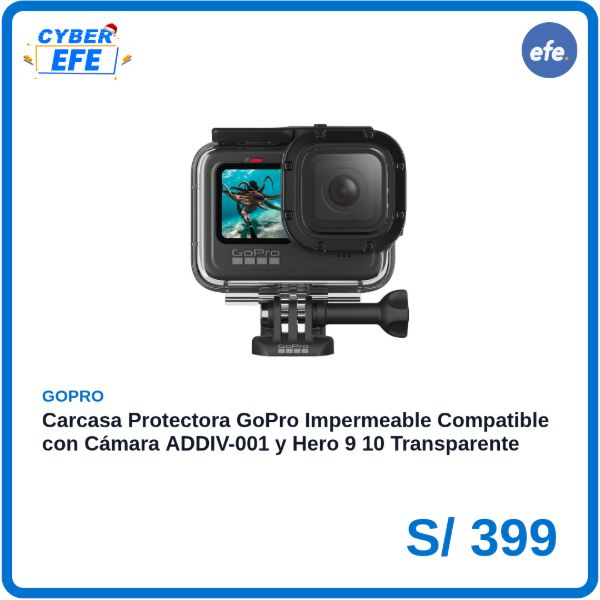 CYBER
EFE
efe.
GoPro
GoPro
GOPRO
Carcasa Protectora GoPro Impermeable Compatible
con Cámara ADDIV-001 y Hero 9 10 Transparente
S/ 399